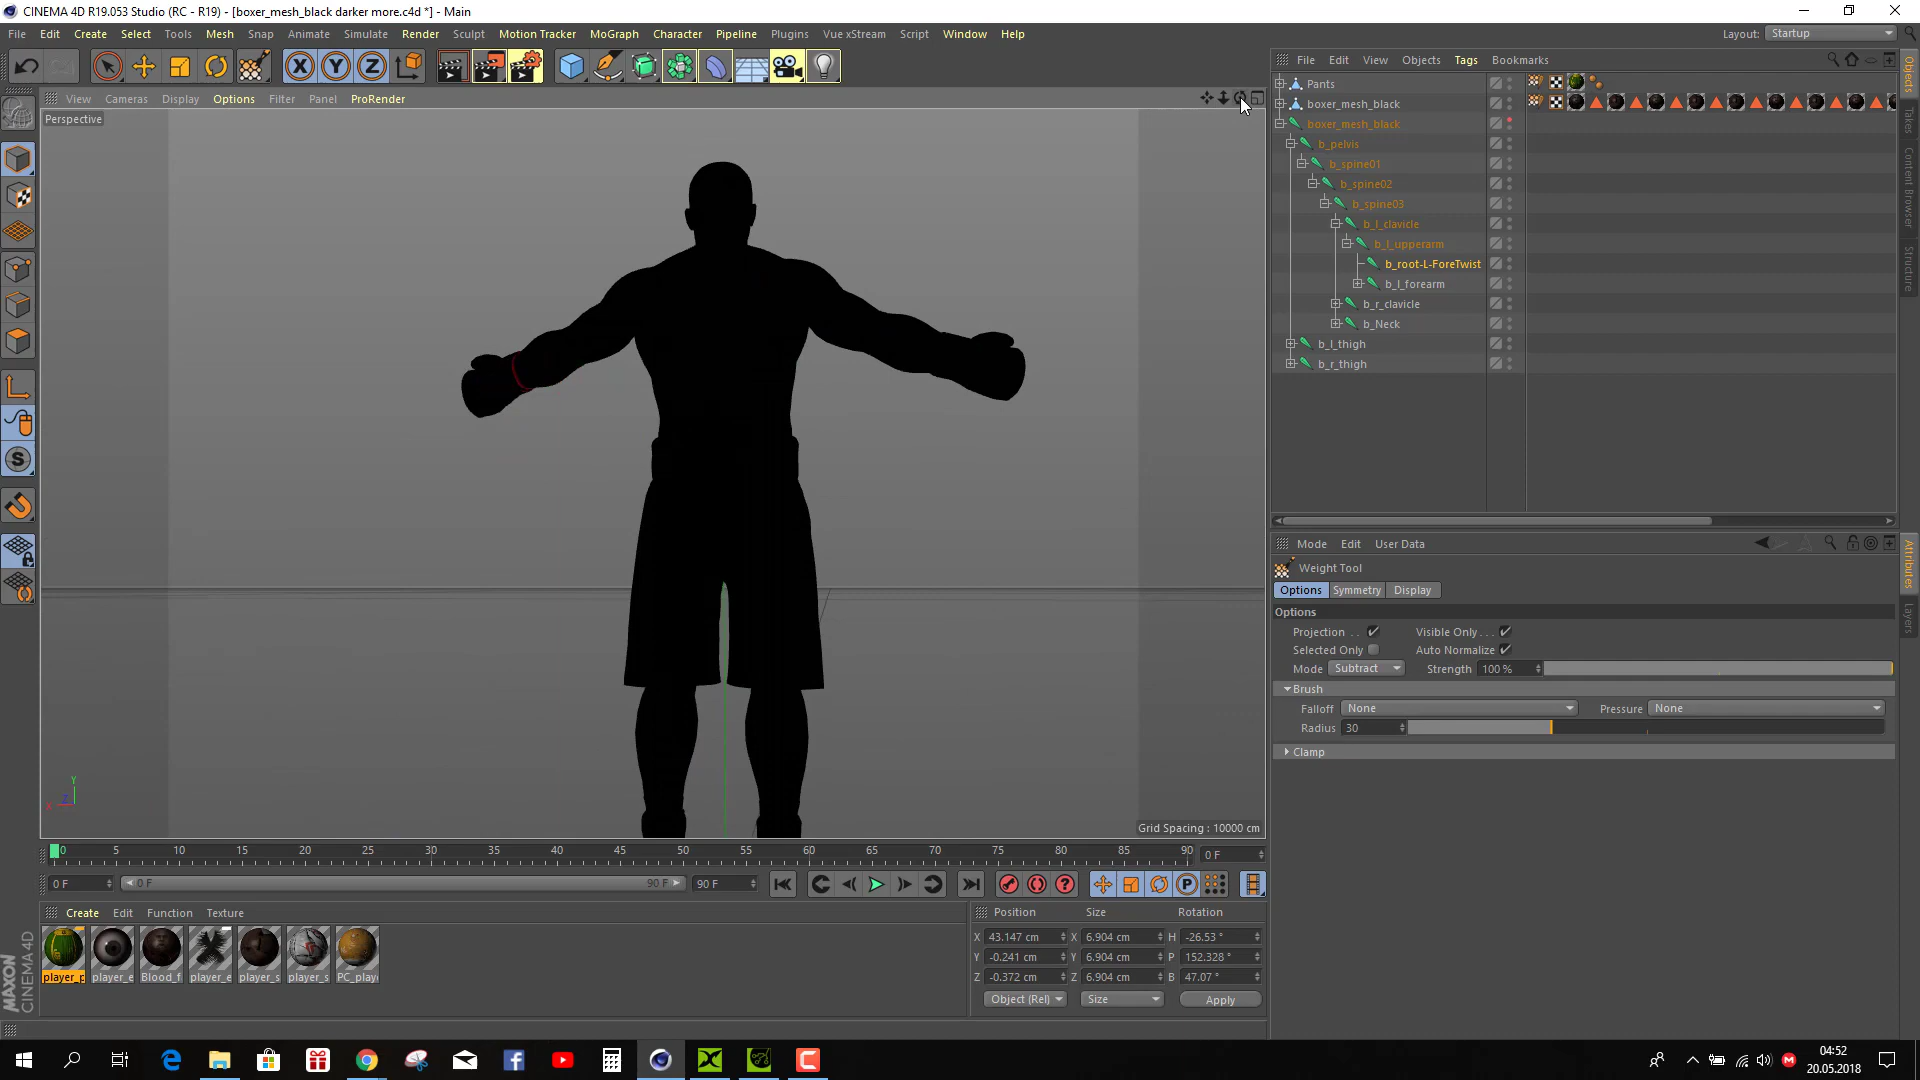 CINEMA 4D R19.053 Studio (RC - R19) - [boxer_mesh_black darker more.c4d *] - Main
File Edit Create Select Tools Mesh Snap Animate Simulate Render Sculpt Motion Tracker MoGraph Character Pipeline Plugins Vue xStream Script Window Help
Layout: Startup
View Cameras Display Options Filter Panel ProRender
Perspective
Grid Spacing : 10000 cm
File Edit View Objects Tags Bookmarks
Pants
boxer_mesh_black
boxer_mesh_black
b_pelvis
b_spine01
b_spine02
b_spine03
b_l_clavicle
b_l_upperarm
b_root-L-ForeTwist
b_l_forearm
b_r_clavicle
b_Neck
b_l_thigh
b_r_thigh
Objects
Takes
Content Browser
Structure
Mode Edit User Data
Weight Tool
Options Symmetry Display
Options
Projection . . Visible Only . . .
Selected Only Auto Normalize
Mode Subtract Strength 100 %
Brush
Falloff None Pressure None
Radius 30
Clamp
Attributes
Layers
0 5 10 15 20 25 30 35 40 45 50 55 60 65 70 75 80 85 90 0 F
0 F 0 F 90 F 90 F
Create Edit Function Texture
player_p player_e Blood_f player_e player_s player_s PC_play
Position Size Rotation
X 43.147 cm X 6.904 cm H -26.53 °
Y -0.241 cm Y 6.904 cm P 152.328 °
Z -0.372 cm Z 6.904 cm B 47.07 °
Object (Rel) Size Apply
MAXON
CINEMA 4D
X Y Z
04:52
20.05.2018